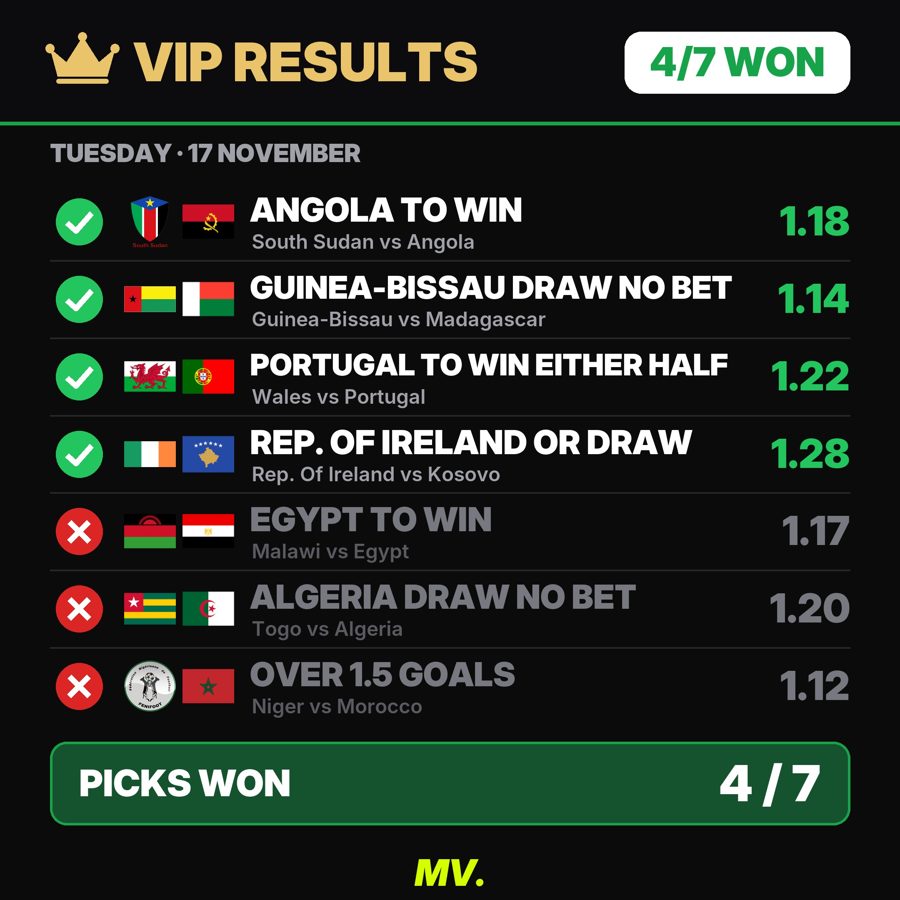 VIP RESULTS
4/7 WON
TUESDAY · 17 NOVEMBER
ANGOLA TO WIN
South Sudan vs Angola
1.18
South Sudan
GUINEA-BISSAU DRAW NO BET
Guinea-Bissau vs Madagascar
1.14
PORTUGAL TO WIN EITHER HALF
Wales vs Portugal
1.22
REP. OF IRELAND OR DRAW
Rep. Of Ireland vs Kosovo
1.28
EGYPT TO WIN
Malawi vs Egypt
1.17
ALGERIA DRAW NO BET
Togo vs Algeria
1.20
OVER 1.5 GOALS
Niger vs Morocco
1.12
FENIFOOT
PICKS WON
4 / 7
MV.